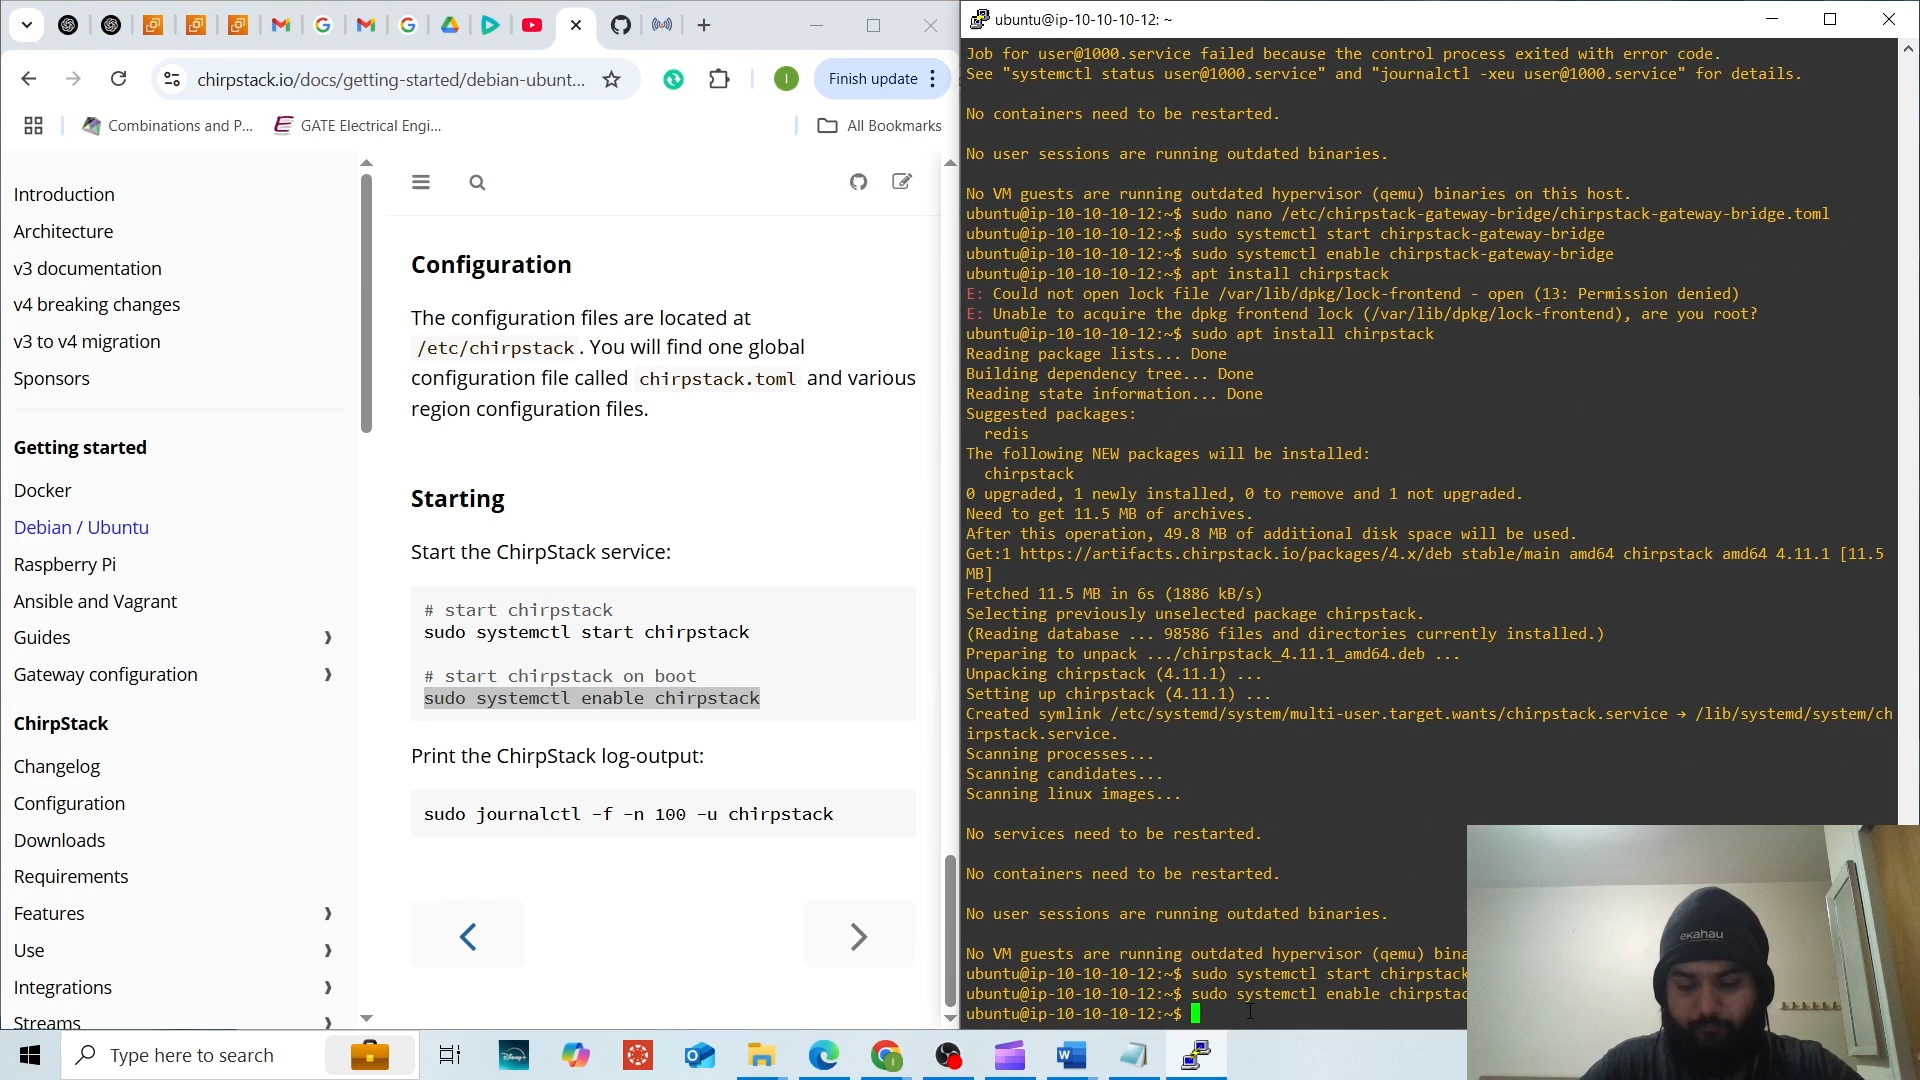 chirpstack.io/docs/getting-started/debian-ubunt...
Finish update
Combinations and P...
GATE Electrical Engi...
All Bookmarks
Introduction
Architecture
v3 documentation
v4 breaking changes
v3 to v4 migration
Sponsors
Getting started
Docker
Debian / Ubuntu
Raspberry Pi
Ansible and Vagrant
Guides
Gateway configuration
ChirpStack
Changelog
Configuration
Downloads
Requirements
Features
Use
Integrations
Streams
Configuration
The configuration files are located at
/etc/chirpstack. You will find one global
configuration file called chirpstack.toml and various
region configuration files.
Starting
Start the ChirpStack service:
# start chirpstack
sudo systemctl start chirpstack
# start chirpstack on boot
sudo systemctl enable chirpstack
Print the ChirpStack log-output:
sudo journalctl -f -n 100 -u chirpstack
ubuntu@ip-10-10-10-12: ~
Job for user@1000.service failed because the control process exited with error code.
See "systemctl status user@1000.service" and "journalctl -xeu user@1000.service" for details.
No containers need to be restarted.
No user sessions are running outdated binaries.
No VM guests are running outdated hypervisor (qemu) binaries on this host.
ubuntu@ip-10-10-10-12:~$ sudo nano /etc/chirpstack-gateway-bridge/chirpstack-gateway-bridge.toml
ubuntu@ip-10-10-10-12:~$ sudo systemctl start chirpstack-gateway-bridge
ubuntu@ip-10-10-10-12:~$ sudo systemctl enable chirpstack-gateway-bridge
ubuntu@ip-10-10-10-12:~$ apt install chirpstack
E: Could not open lock file /var/lib/dpkg/lock-frontend - open (13: Permission denied)
E: Unable to acquire the dpkg frontend lock (/var/lib/dpkg/lock-frontend), are you root?
ubuntu@ip-10-10-10-12:~$ sudo apt install chirpstack
Reading package lists... Done
Building dependency tree... Done
Reading state information... Done
Suggested packages:
redis
The following NEW packages will be installed:
chirpstack
0 upgraded, 1 newly installed, 0 to remove and 1 not upgraded.
Need to get 11.5 MB of archives.
After this operation, 49.8 MB of additional disk space will be used.
Get:1 https://artifacts.chirpstack.io/packages/4.x/deb stable/main amd64 chirpstack amd64 4.11.1 [11.5
MB]
Fetched 11.5 MB in 6s (1886 kB/s)
Selecting previously unselected package chirpstack.
(Reading database ... 98586 files and directories currently installed.)
Preparing to unpack .../chirpstack_4.11.1_amd64.deb ...
Unpacking chirpstack (4.11.1) ...
Setting up chirpstack (4.11.1) ...
Created symlink /etc/systemd/system/multi-user.target.wants/chirpstack.service → /lib/systemd/system/ch
irpstack.service.
Scanning processes...
Scanning candidates...
Scanning linux images...
No services need to be restarted.
No containers need to be restarted.
No user sessions are running outdated binaries.
No VM guests are running outdated hypervisor (qemu) bina
ubuntu@ip-10-10-10-12:~$ sudo systemctl start chirpstack
ubuntu@ip-10-10-10-12:~$ sudo systemctl enable chirpstac
ubuntu@ip-10-10-10-12:~$
ekahau
Type here to search